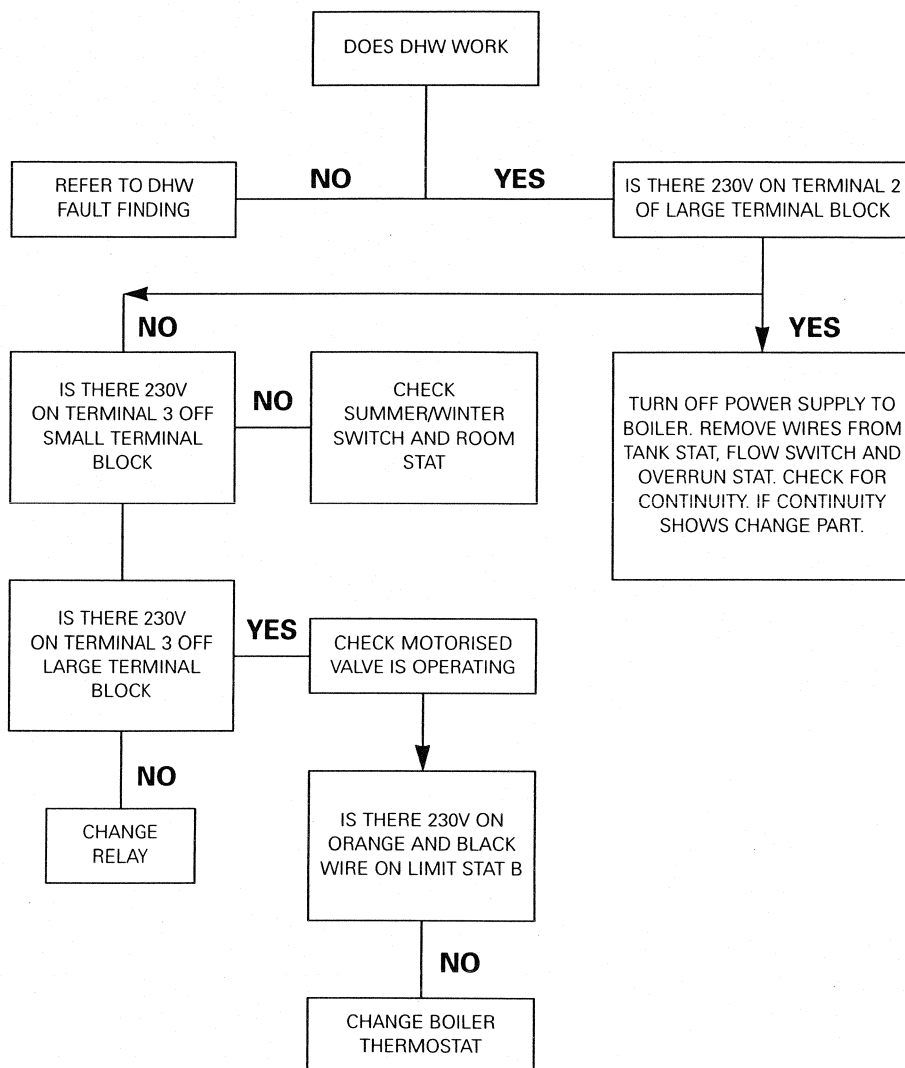 DOES DHW WORK
NO
YES
REFER TO DHW
FAULT FINDING
IS THERE 230V ON TERMINAL 2
OF LARGE TERMINAL BLOCK
NO
YES
IS THERE 230V
ON TERMINAL 3 OFF
SMALL TERMINAL
BLOCK
NO
CHECK
SUMMER/WINTER
SWITCH AND ROOM
STAT
TURN OFF POWER SUPPLY TO
BOILER. REMOVE WIRES FROM
TANK STAT, FLOW SWITCH AND
OVERRUN STAT. CHECK FOR
CONTINUITY. IF CONTINUITY
SHOWS CHANGE PART.
IS THERE 230V
ON TERMINAL 3 OFF
LARGE TERMINAL
BLOCK
YES
CHECK MOTORISED
VALVE IS OPERATING
NO
CHANGE
RELAY
IS THERE 230V ON
ORANGE AND BLACK
WIRE ON LIMIT STAT B
NO
CHANGE BOILER
THERMOSTAT